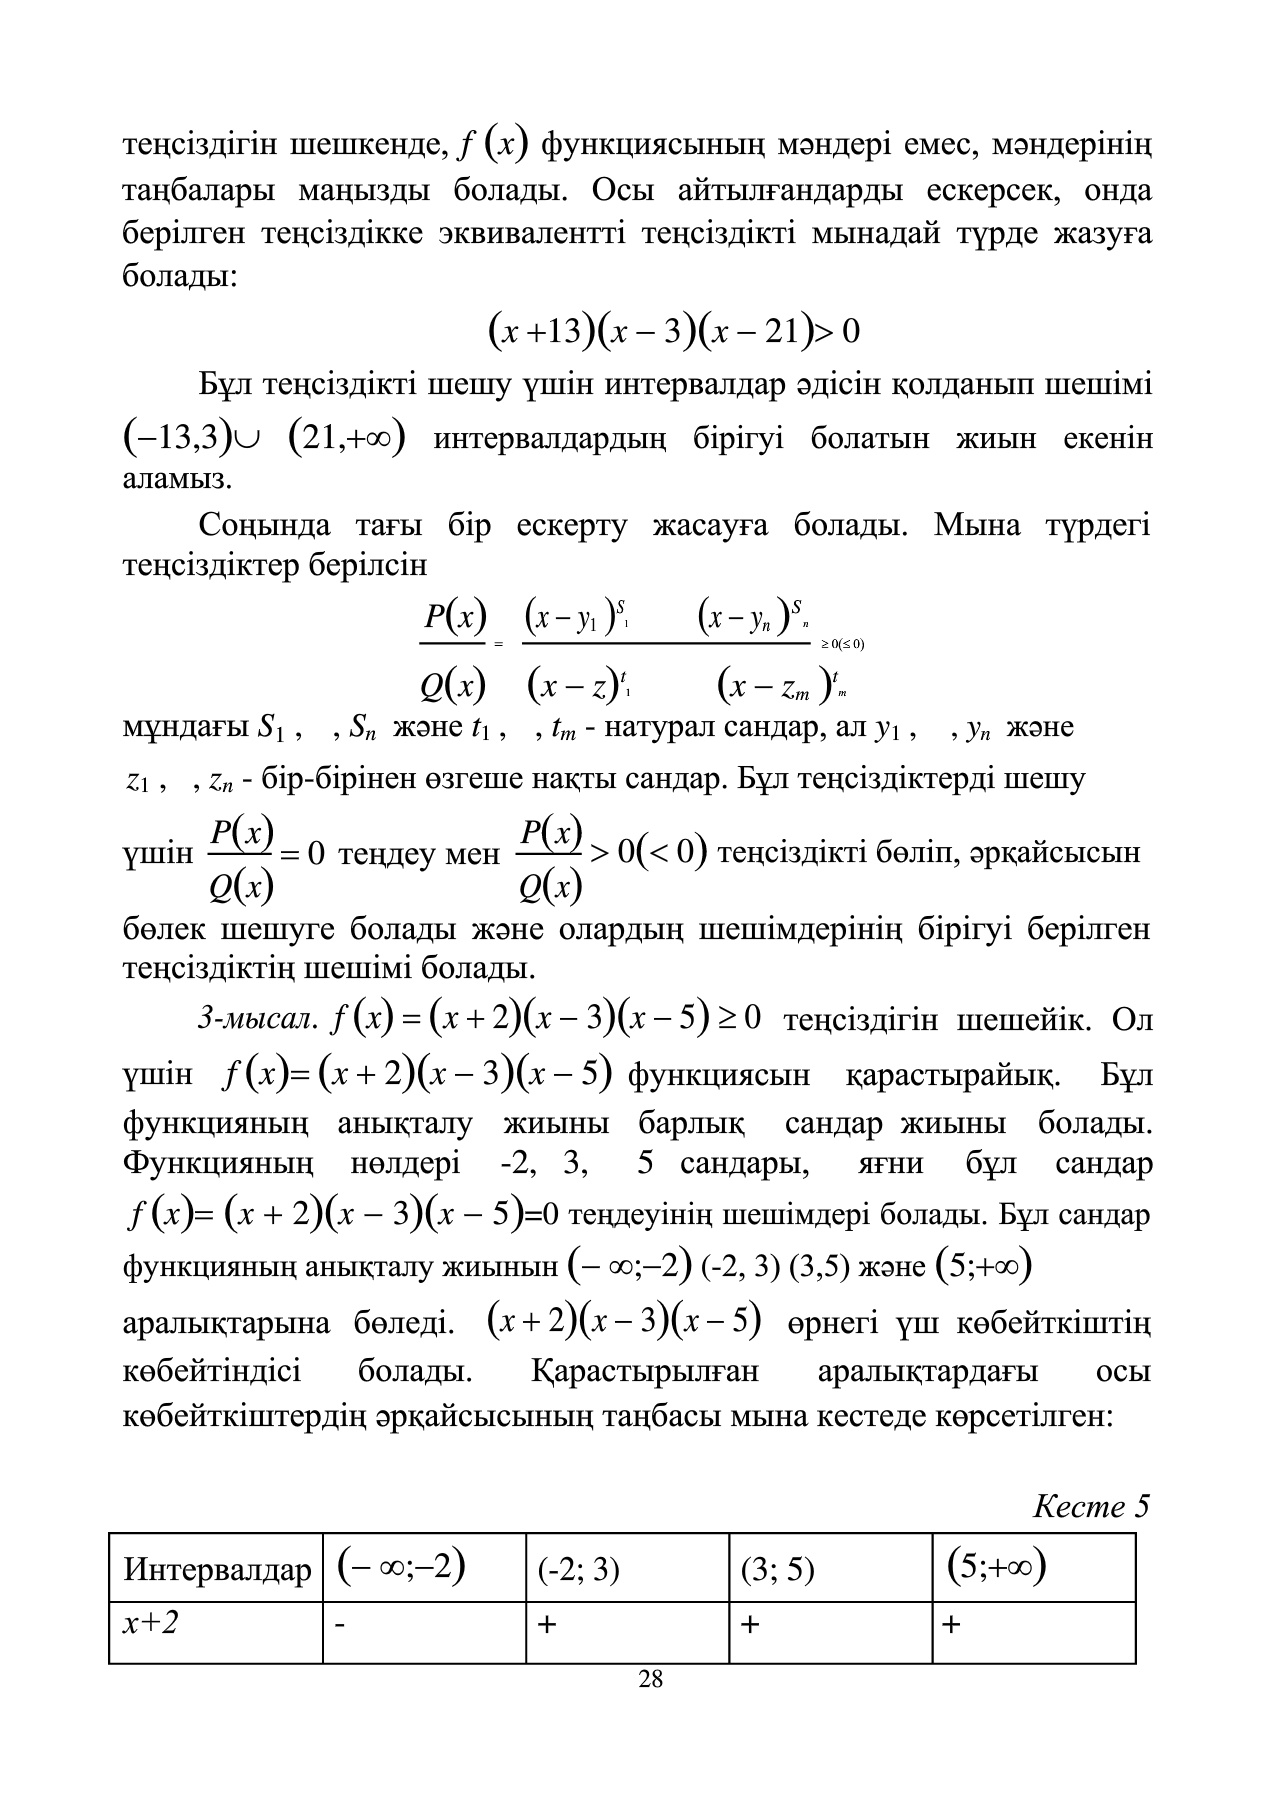 теңсіздігін шешкенде, f (x) функциясының мәндері емес, мәндерінің
таңбалары маңызды болады. Осы айтылғандарды ескерсек, онда
берілген теңсіздікке эквивалентті теңсіздікті мынадай түрде жазуға
болады:
(x +13)(x − 3)(x − 21)> 0
Бұл теңсіздікті шешу үшін интервалдар әдісін қолданып шешімі
(−13,3)∪ (21,+∞) интервалдардың бірігуі болатын жиын екенін
аламыз.
Соңында тағы бір ескерту жасауға болады. Мына түрдегі
теңсіздіктер берілсін
P(x)/Q(x) = (x − y₁)^S₁ (x − yₙ)^Sₙ / (x − z)^t₁ (x − zₘ)^tₘ ≥ 0(≤ 0)
мұндағы S₁ , , Sₙ және t₁ , , tₘ - натурал сандар, ал y₁ , , yₙ және
z₁ , , zₙ - бір-бірінен өзгеше нақты сандар. Бұл теңсіздіктерді шешу
үшін P(x)/Q(x) = 0 теңдеу мен P(x)/Q(x) > 0(< 0) теңсіздікті бөліп, әрқайсысын
бөлек шешуге болады және олардың шешімдерінің бірігуі берілген
теңсіздіктің шешімі болады.
3-мысал. f (x) = (x + 2)(x − 3)(x − 5) ≥ 0 теңсіздігін шешейік. Ол
үшін f (x)= (x + 2)(x − 3)(x − 5) функциясын қарастырайық. Бұл
функцияның анықталу жиыны барлық сандар жиыны болады.
Функцияның нөлдері -2, 3, 5 сандары, яғни бұл сандар
f (x)= (x + 2)(x − 3)(x − 5)=0 теңдеуінің шешімдері болады. Бұл сандар
функцияның анықталу жиынын (− ∞;−2) (-2, 3) (3,5) және (5;+∞)
аралықтарына бөледі. (x + 2)(x − 3)(x − 5) өрнегі үш көбейткіштің
көбейтіндісі болады. Қарастырылған аралықтардағы осы
көбейткіштердің әрқайсысының таңбасы мына кестеде көрсетілген:
Кесте 5
Интервалдар (− ∞;−2) (-2; 3) (3; 5) (5;+∞)
x+2 - + + +
28